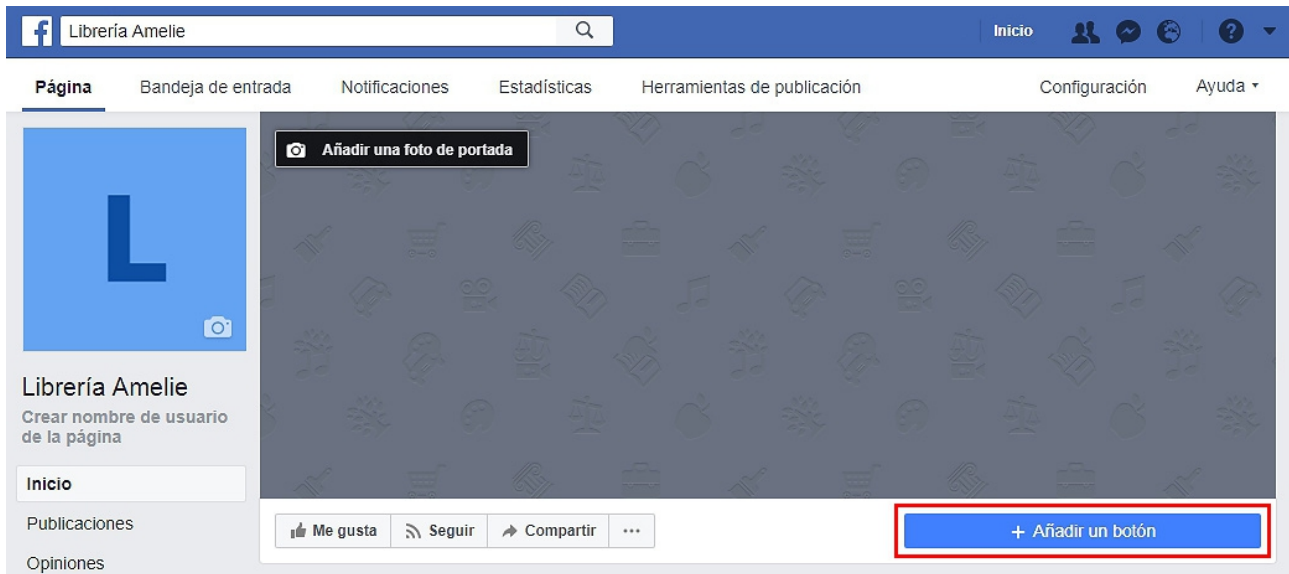 f Librería Amelie Inicio ?
Página Bandeja de entrada Notificaciones Estadísticas Herramientas de publicación Configuración Ayuda
Añadir una foto de portada
L
Librería Amelie
Crear nombre de usuario
de la página
Inicio
Publicaciones
Me gusta Seguir Compartir ... + Añadir un botón
Opiniones